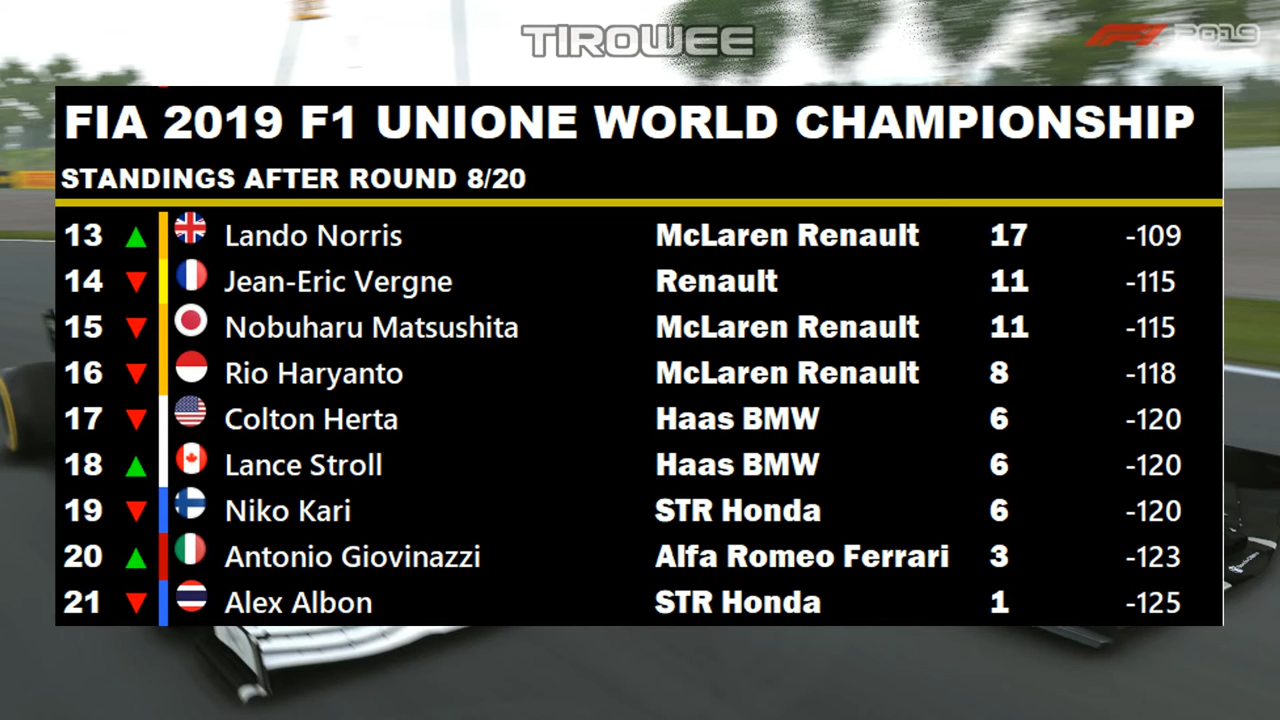 TIROWEE
F1 2019
FIA 2019 F1 UNIONE WORLD CHAMPIONSHIP
STANDINGS AFTER ROUND 8/20
13 Lando Norris McLaren Renault 17 -109
14 Jean-Eric Vergne Renault 11 -115
15 Nobuharu Matsushita McLaren Renault 11 -115
16 Rio Haryanto McLaren Renault 8 -118
17 Colton Herta Haas BMW 6 -120
18 Lance Stroll Haas BMW 6 -120
19 Niko Kari STR Honda 6 -120
20 Antonio Giovinazzi Alfa Romeo Ferrari 3 -123
21 Alex Albon STR Honda 1 -125